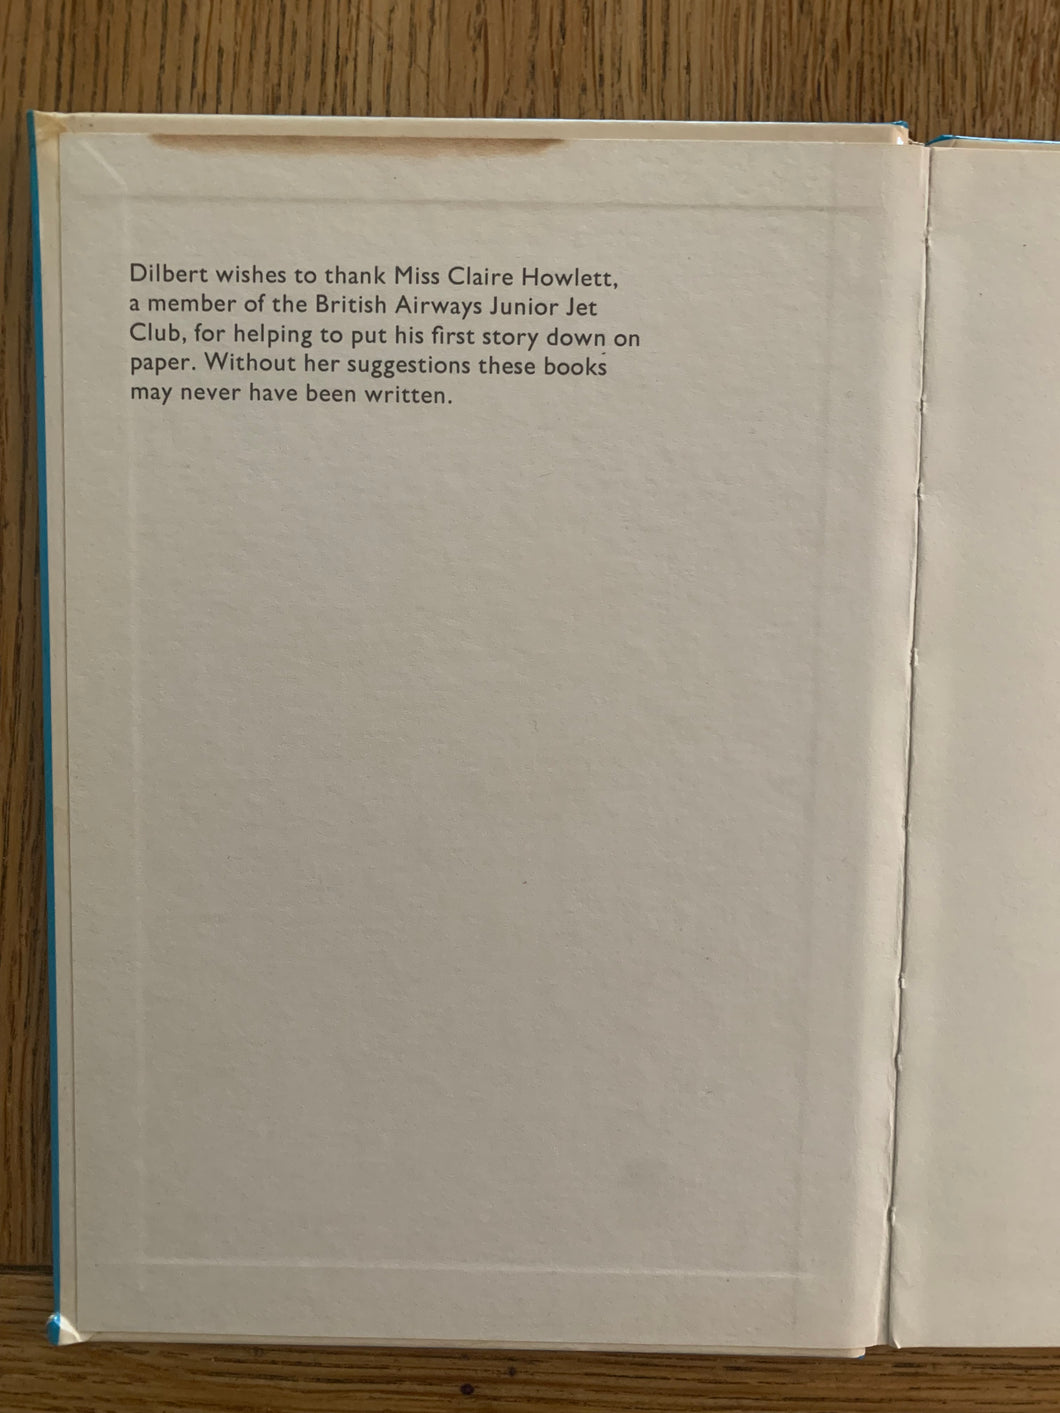 Dilbert wishes to thank Miss Claire Howlett,
a member of the British Airways Junior Jet
Club, for helping to put his first story down on
paper. Without her suggestions these books
may never have been written.